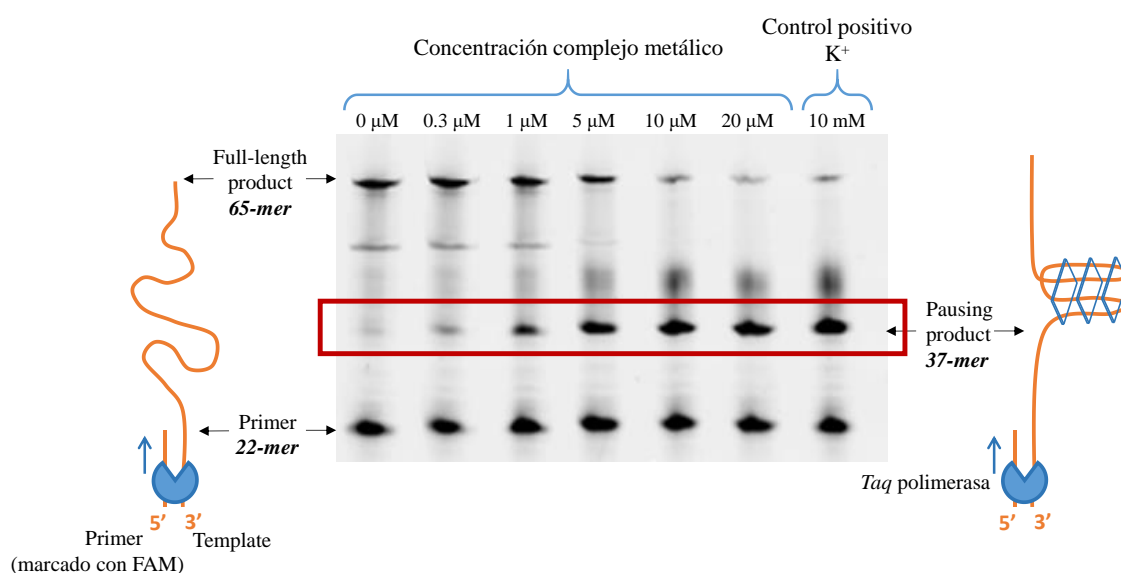 Concentración complejo metálico
Control positivo
K+
0 μM 0.3 μM 1 μM 5 μM 10 μM 20 μM 10 mM
Full-length
product
65-mer
Pausing
product
37-mer
Primer
22-mer
Taq polimerasa
5’ 3’
Primer Template
(marcado con FAM)
5’ 3’